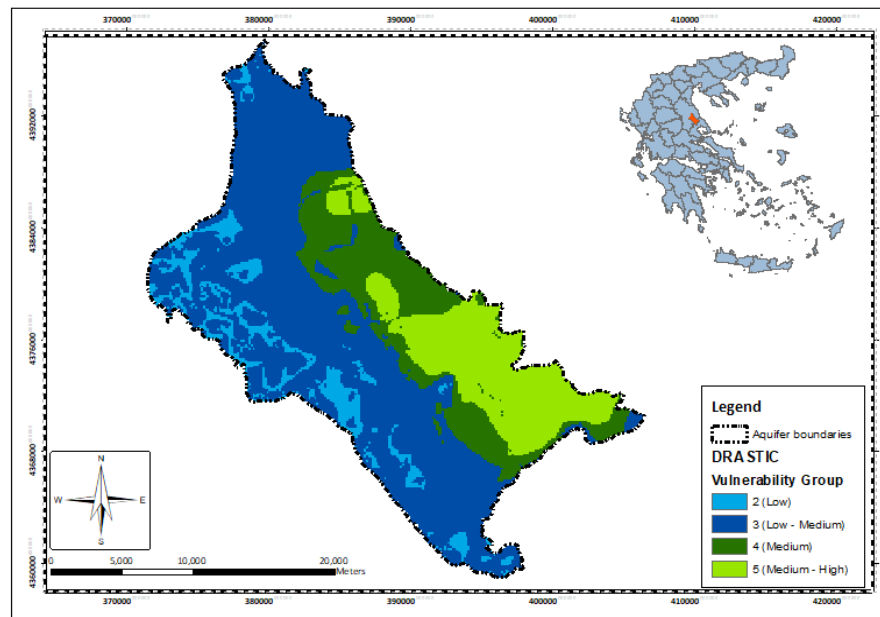 370000 380000 390000 400000 410000 420000
4392000
4384000
4376000
4368000
4360000
Legend
Aquifer boundaries
DRASTIC
Vulnerability Group
2 (Low)
3 (Low - Medium)
4 (Medium)
5 (Medium - High)
N
W E
S
0 5,000 10,000 20,000
Meters
370000 380000 390000 400000 410000 420000